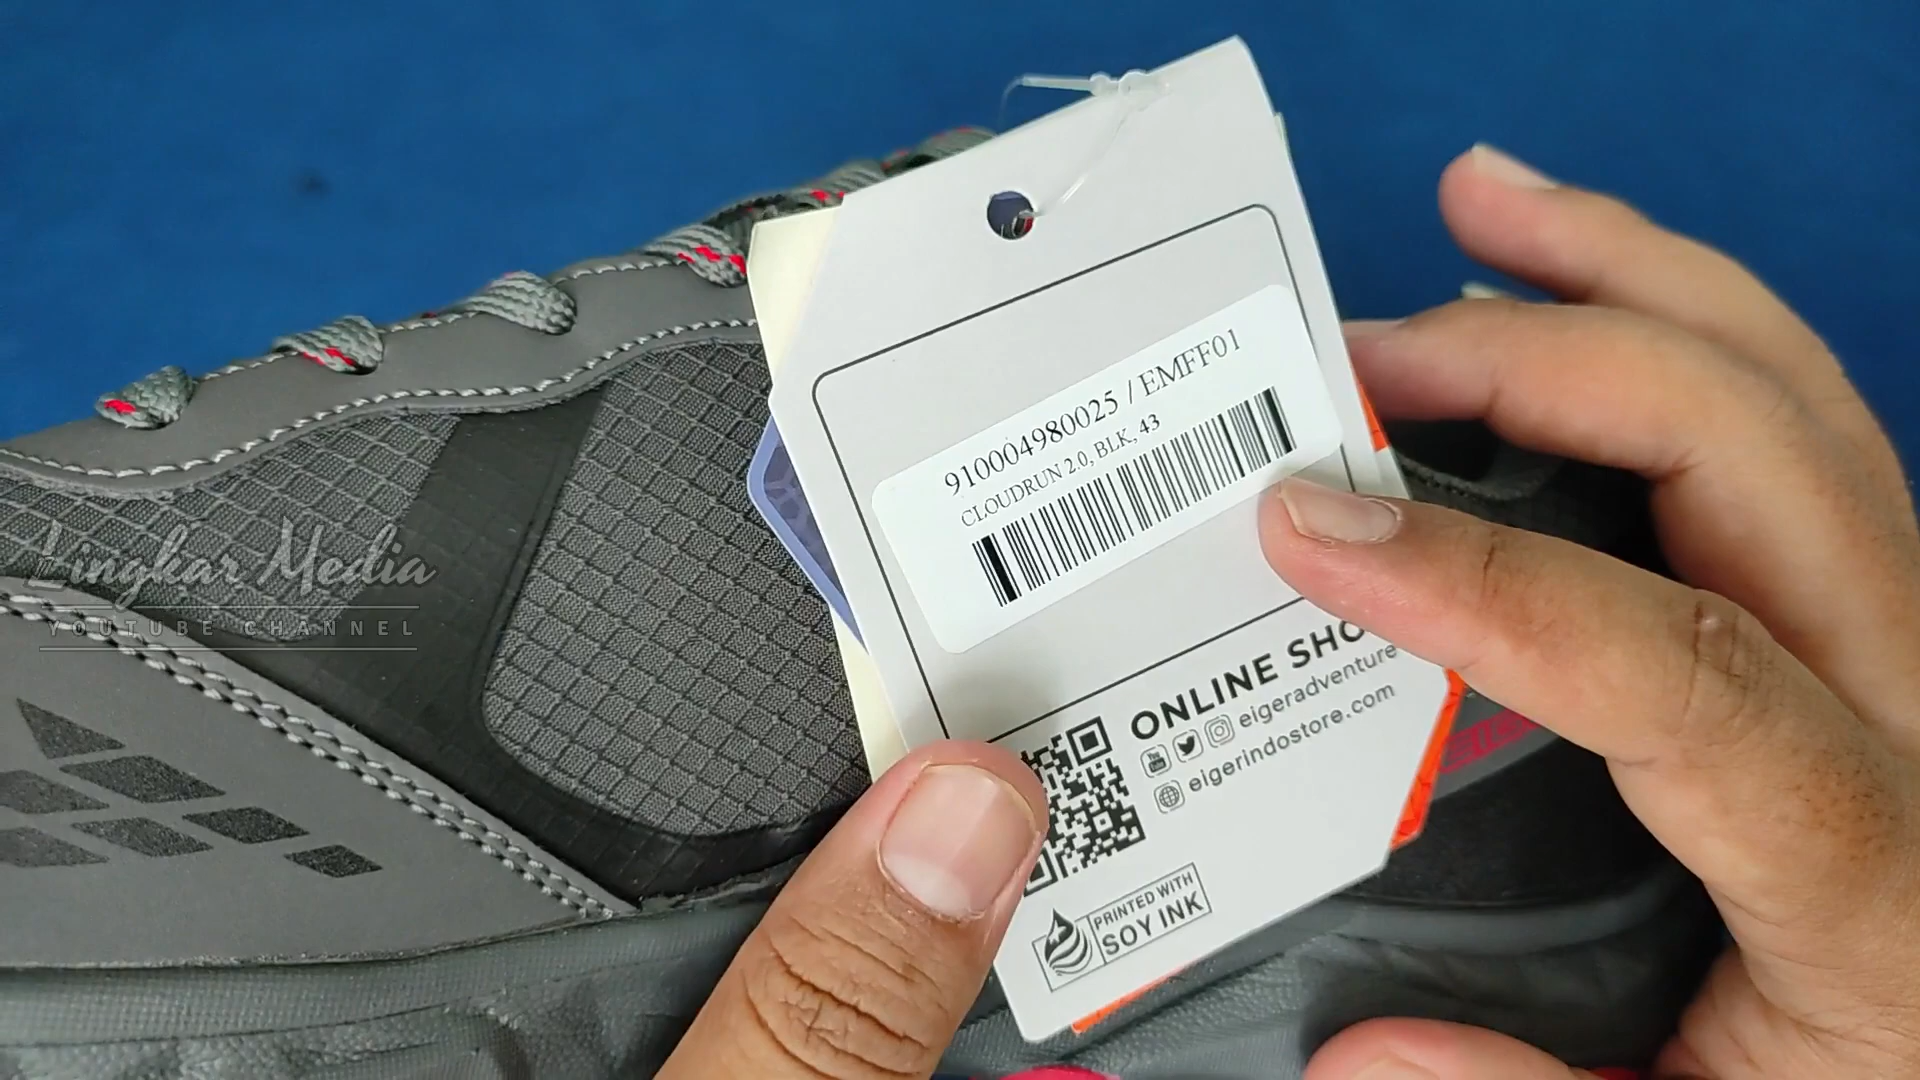 910004980025 / EMFF01
CLOUDRUN 2.0, BLK, 43
ONLINE SHO
eigeradventure
eigerindostore.com
PRINTED WITH
SOY INK
Lingkar Media
YOUTUBE CHANNEL